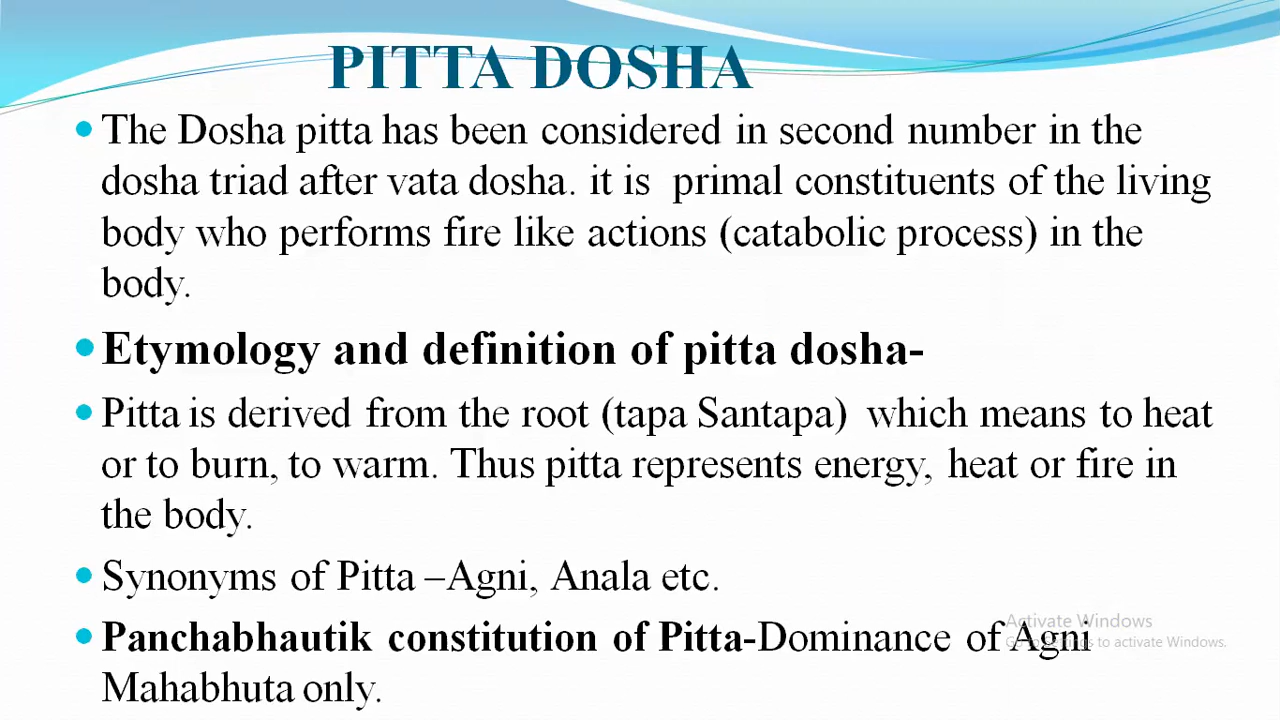 PITTA DOSHA
The Dosha pitta has been considered in second number in the
dosha triad after vata dosha. it is primal constituents of the living
body who performs fire like actions (catabolic process) in the
body.
Etymology and definition of pitta dosha-
Pitta is derived from the root (tapa Santapa) which means to heat
or to burn, to warm. Thus pitta represents energy, heat or fire in
the body.
Synonyms of Pitta –Agni, Anala etc.
Panchabhautik constitution of Pitta-Dominance of Agni
Mahabhuta only.
Activate Windows
Go to Settings to activate Windows.